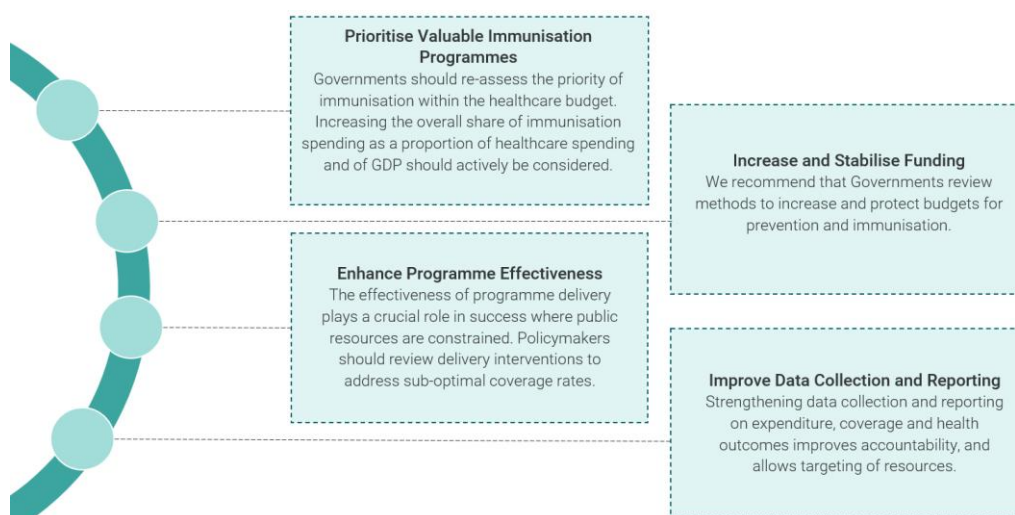 Prioritise Valuable Immunisation
Programmes
Governments should re-assess the priority of
immunisation within the healthcare budget.
Increasing the overall share of immunisation
spending as a proportion of healthcare spending
and of GDP should actively be considered.
Increase and Stabilise Funding
We recommend that Governments review
methods to increase and protect budgets for
prevention and immunisation.
Enhance Programme Effectiveness
The effectiveness of programme delivery
plays a crucial role in success where public
resources are constrained. Policymakers
should review delivery interventions to
address sub-optimal coverage rates.
Improve Data Collection and Reporting
Strengthening data collection and reporting
on expenditure, coverage and health
outcomes improves accountability, and
allows targeting of resources.